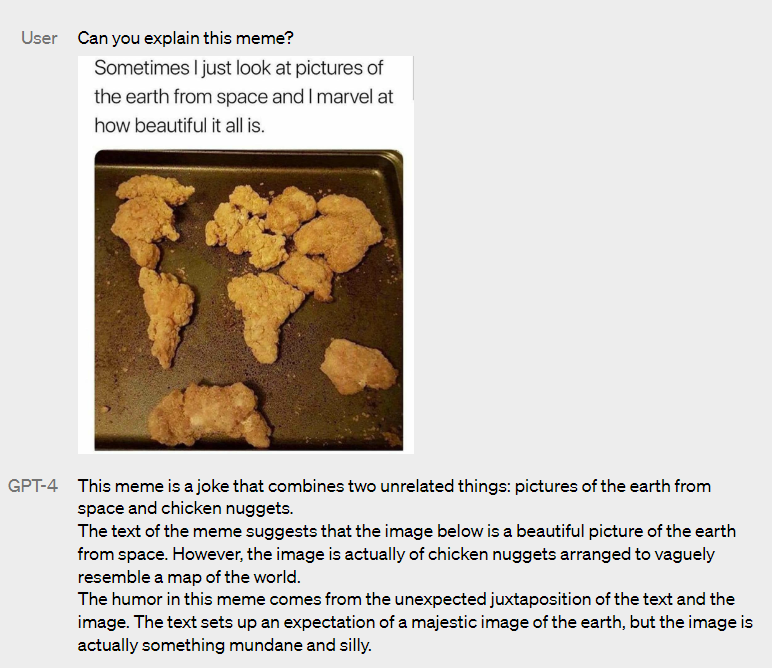 User Can you explain this meme?
Sometimes I just look at pictures of
the earth from space and I marvel at
how beautiful it all is.
GPT-4 This meme is a joke that combines two unrelated things: pictures of the earth from
space and chicken nuggets.
The text of the meme suggests that the image below is a beautiful picture of the earth
from space. However, the image is actually of chicken nuggets arranged to vaguely
resemble a map of the world.
The humor in this meme comes from the unexpected juxtaposition of the text and the
image. The text sets up an expectation of a majestic image of the earth, but the image is
actually something mundane and silly.